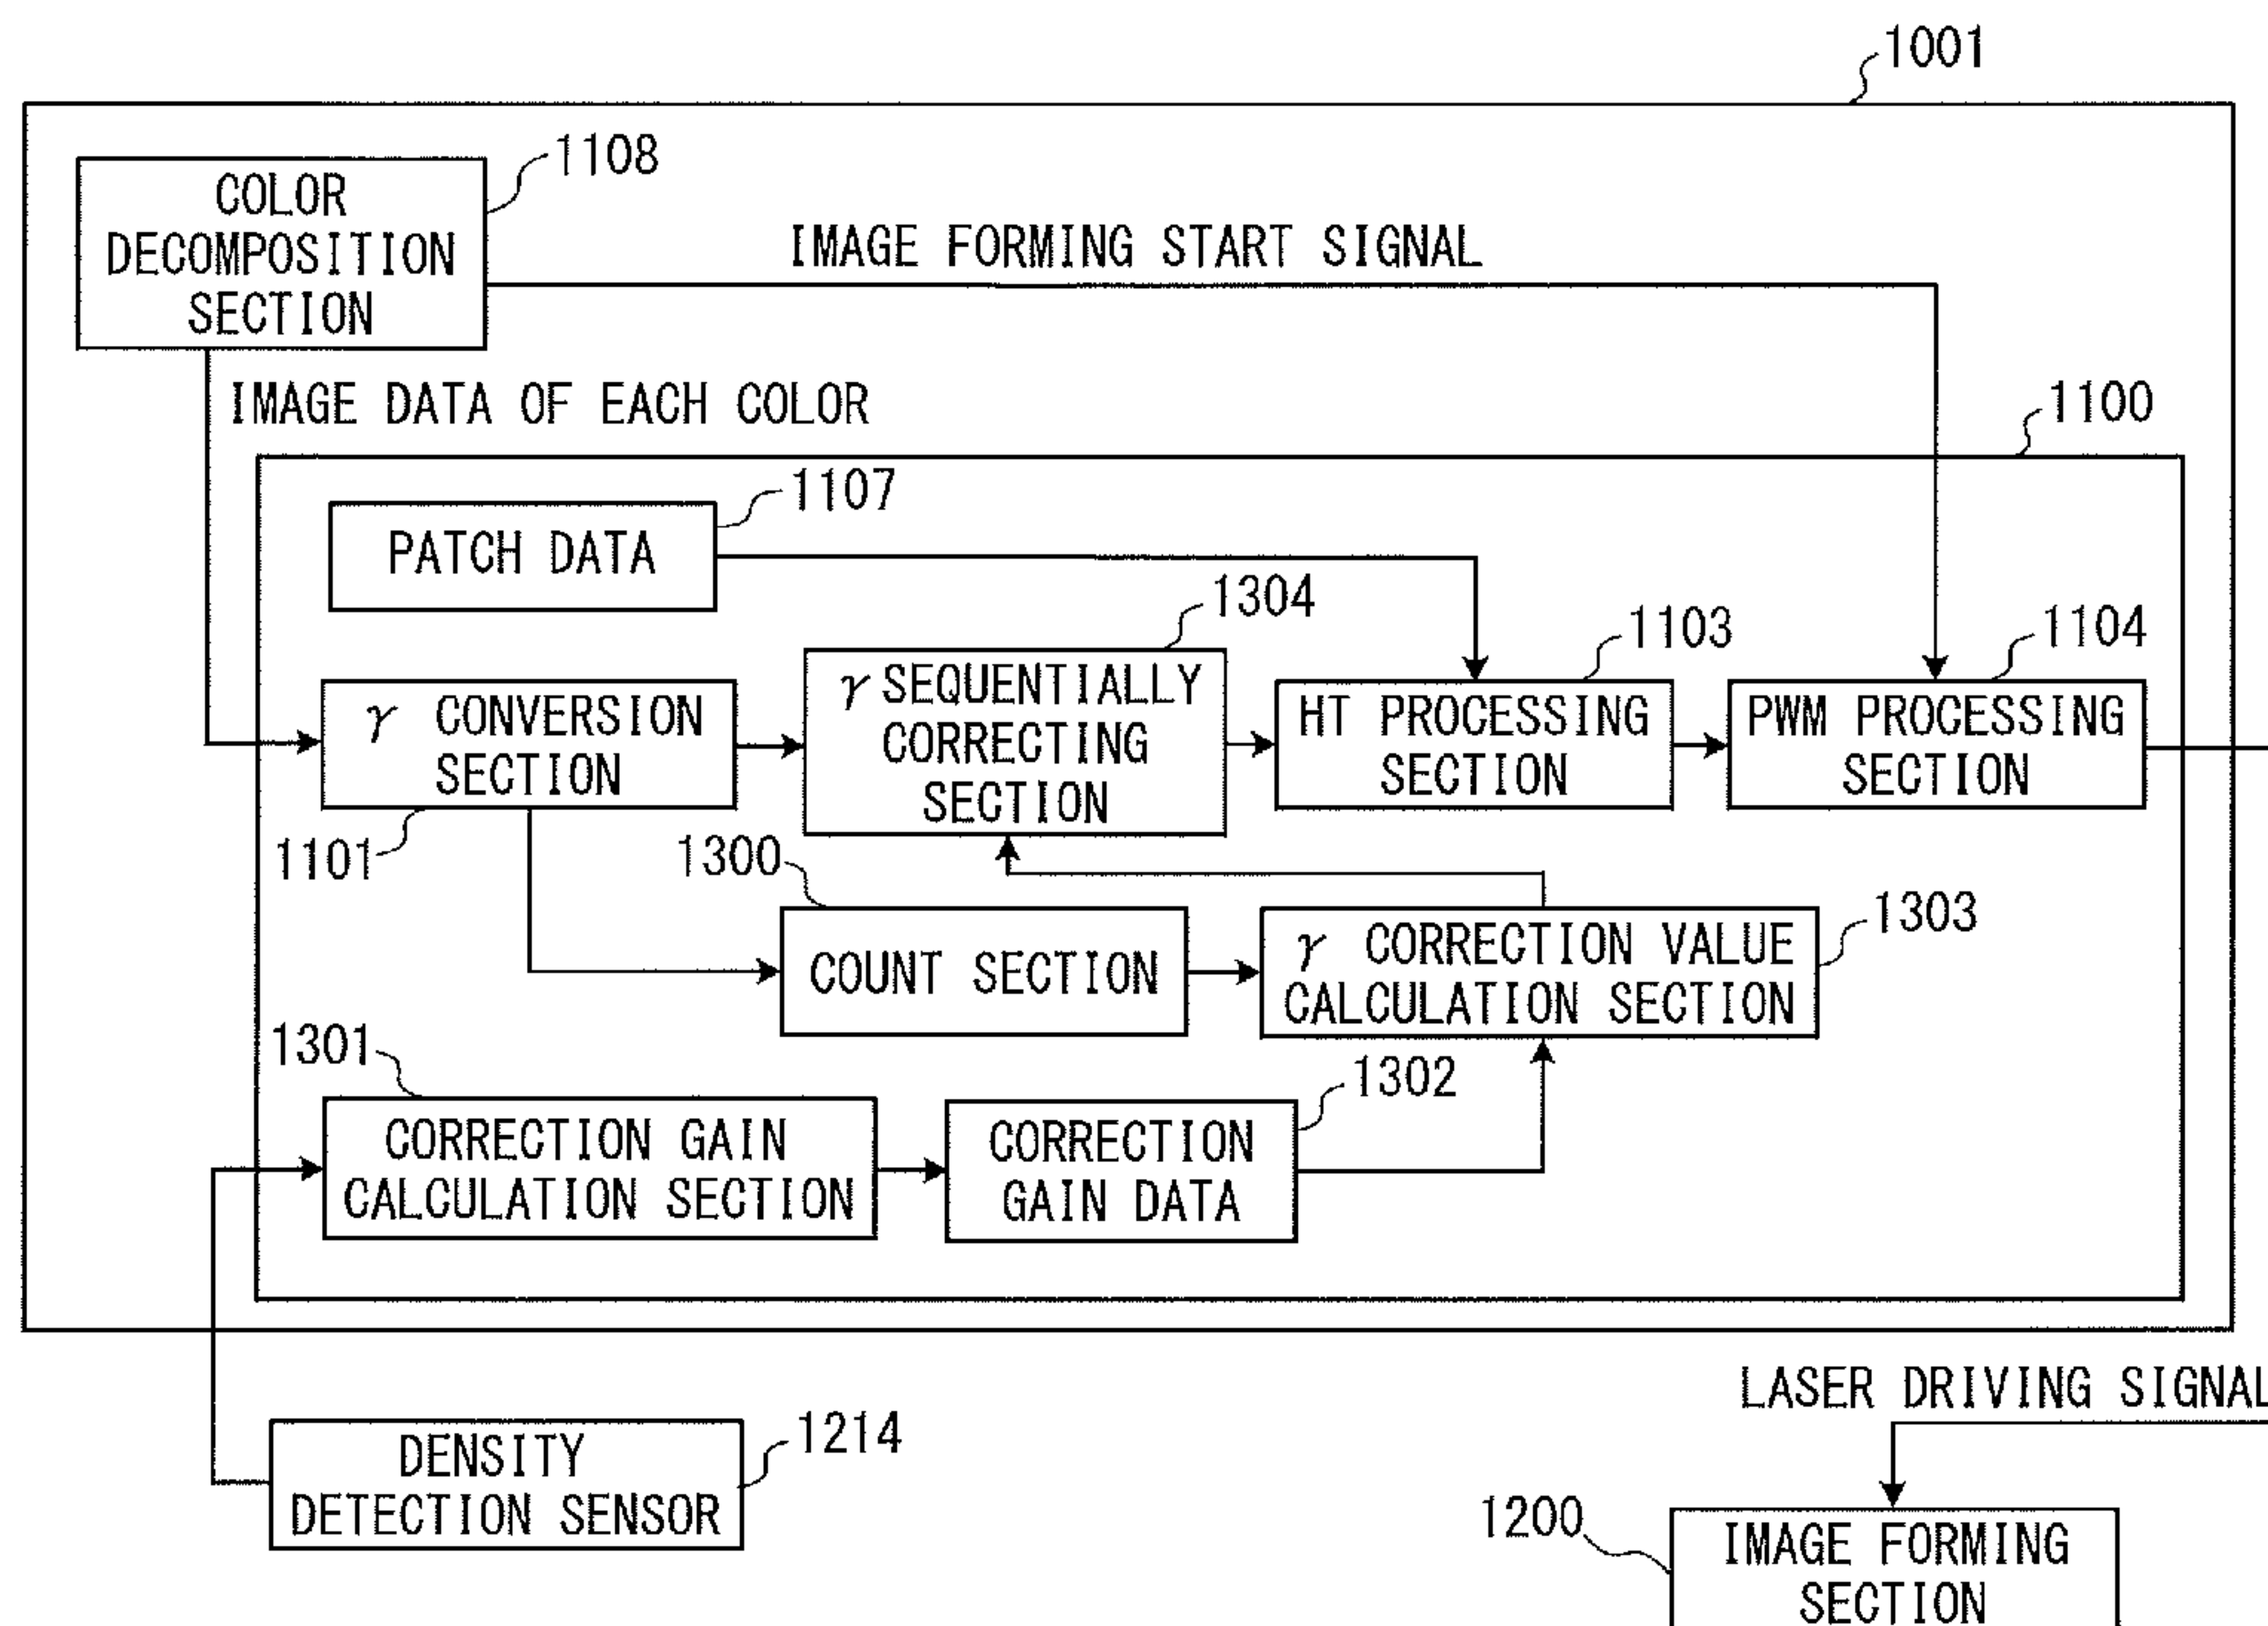 1001
1108
COLOR
DECOMPOSITION
SECTION
IMAGE FORMING START SIGNAL
IMAGE DATA OF EACH COLOR
1100
1107
PATCH DATA
1304
1103
1104
γ CONVERSION
SECTION
γ SEQUENTIALLY
CORRECTING
SECTION
HT PROCESSING
SECTION
PWM PROCESSING
SECTION
1101
1300
1303
COUNT SECTION
γ CORRECTION VALUE
CALCULATION SECTION
1301
1302
CORRECTION GAIN
CALCULATION SECTION
CORRECTION
GAIN DATA
LASER DRIVING SIGNAL
1214
DENSITY
DETECTION SENSOR
1200
IMAGE FORMING
SECTION